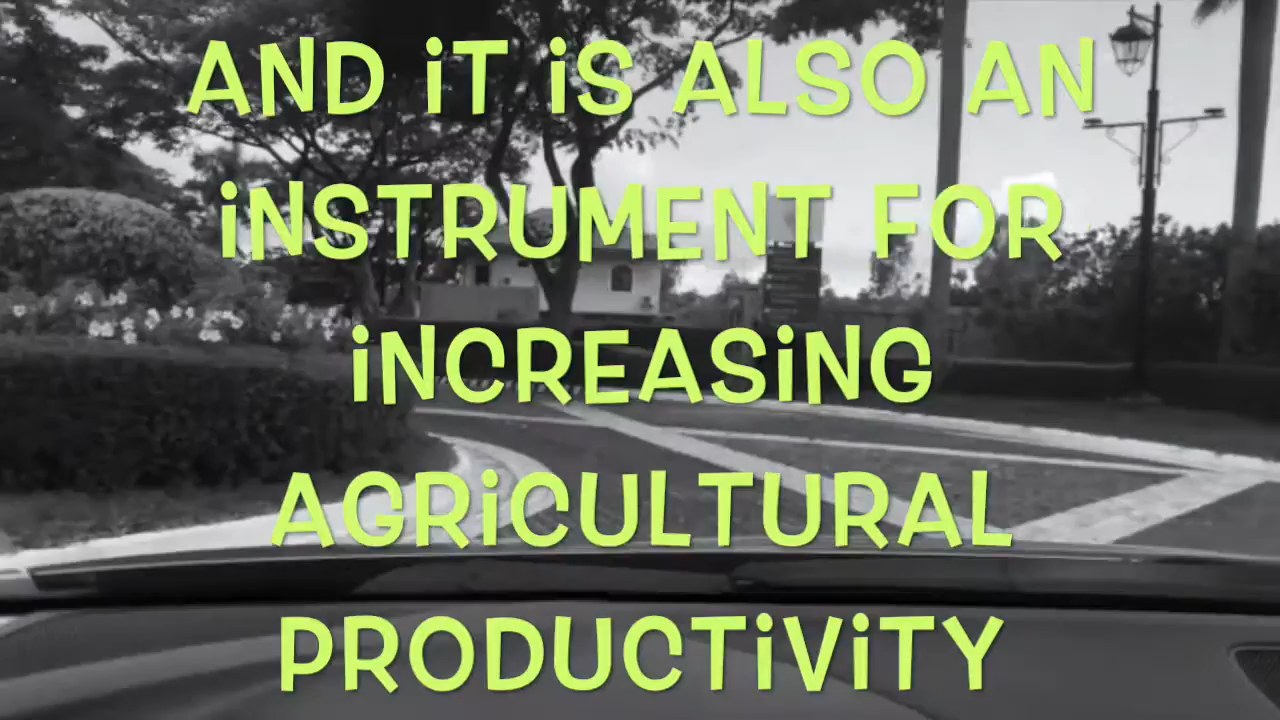 AND iT iS ALSO AN
iNSTRUMENT FOR
iNCREASiNG
AGRiCULTURAL
PRODUCTiViTY